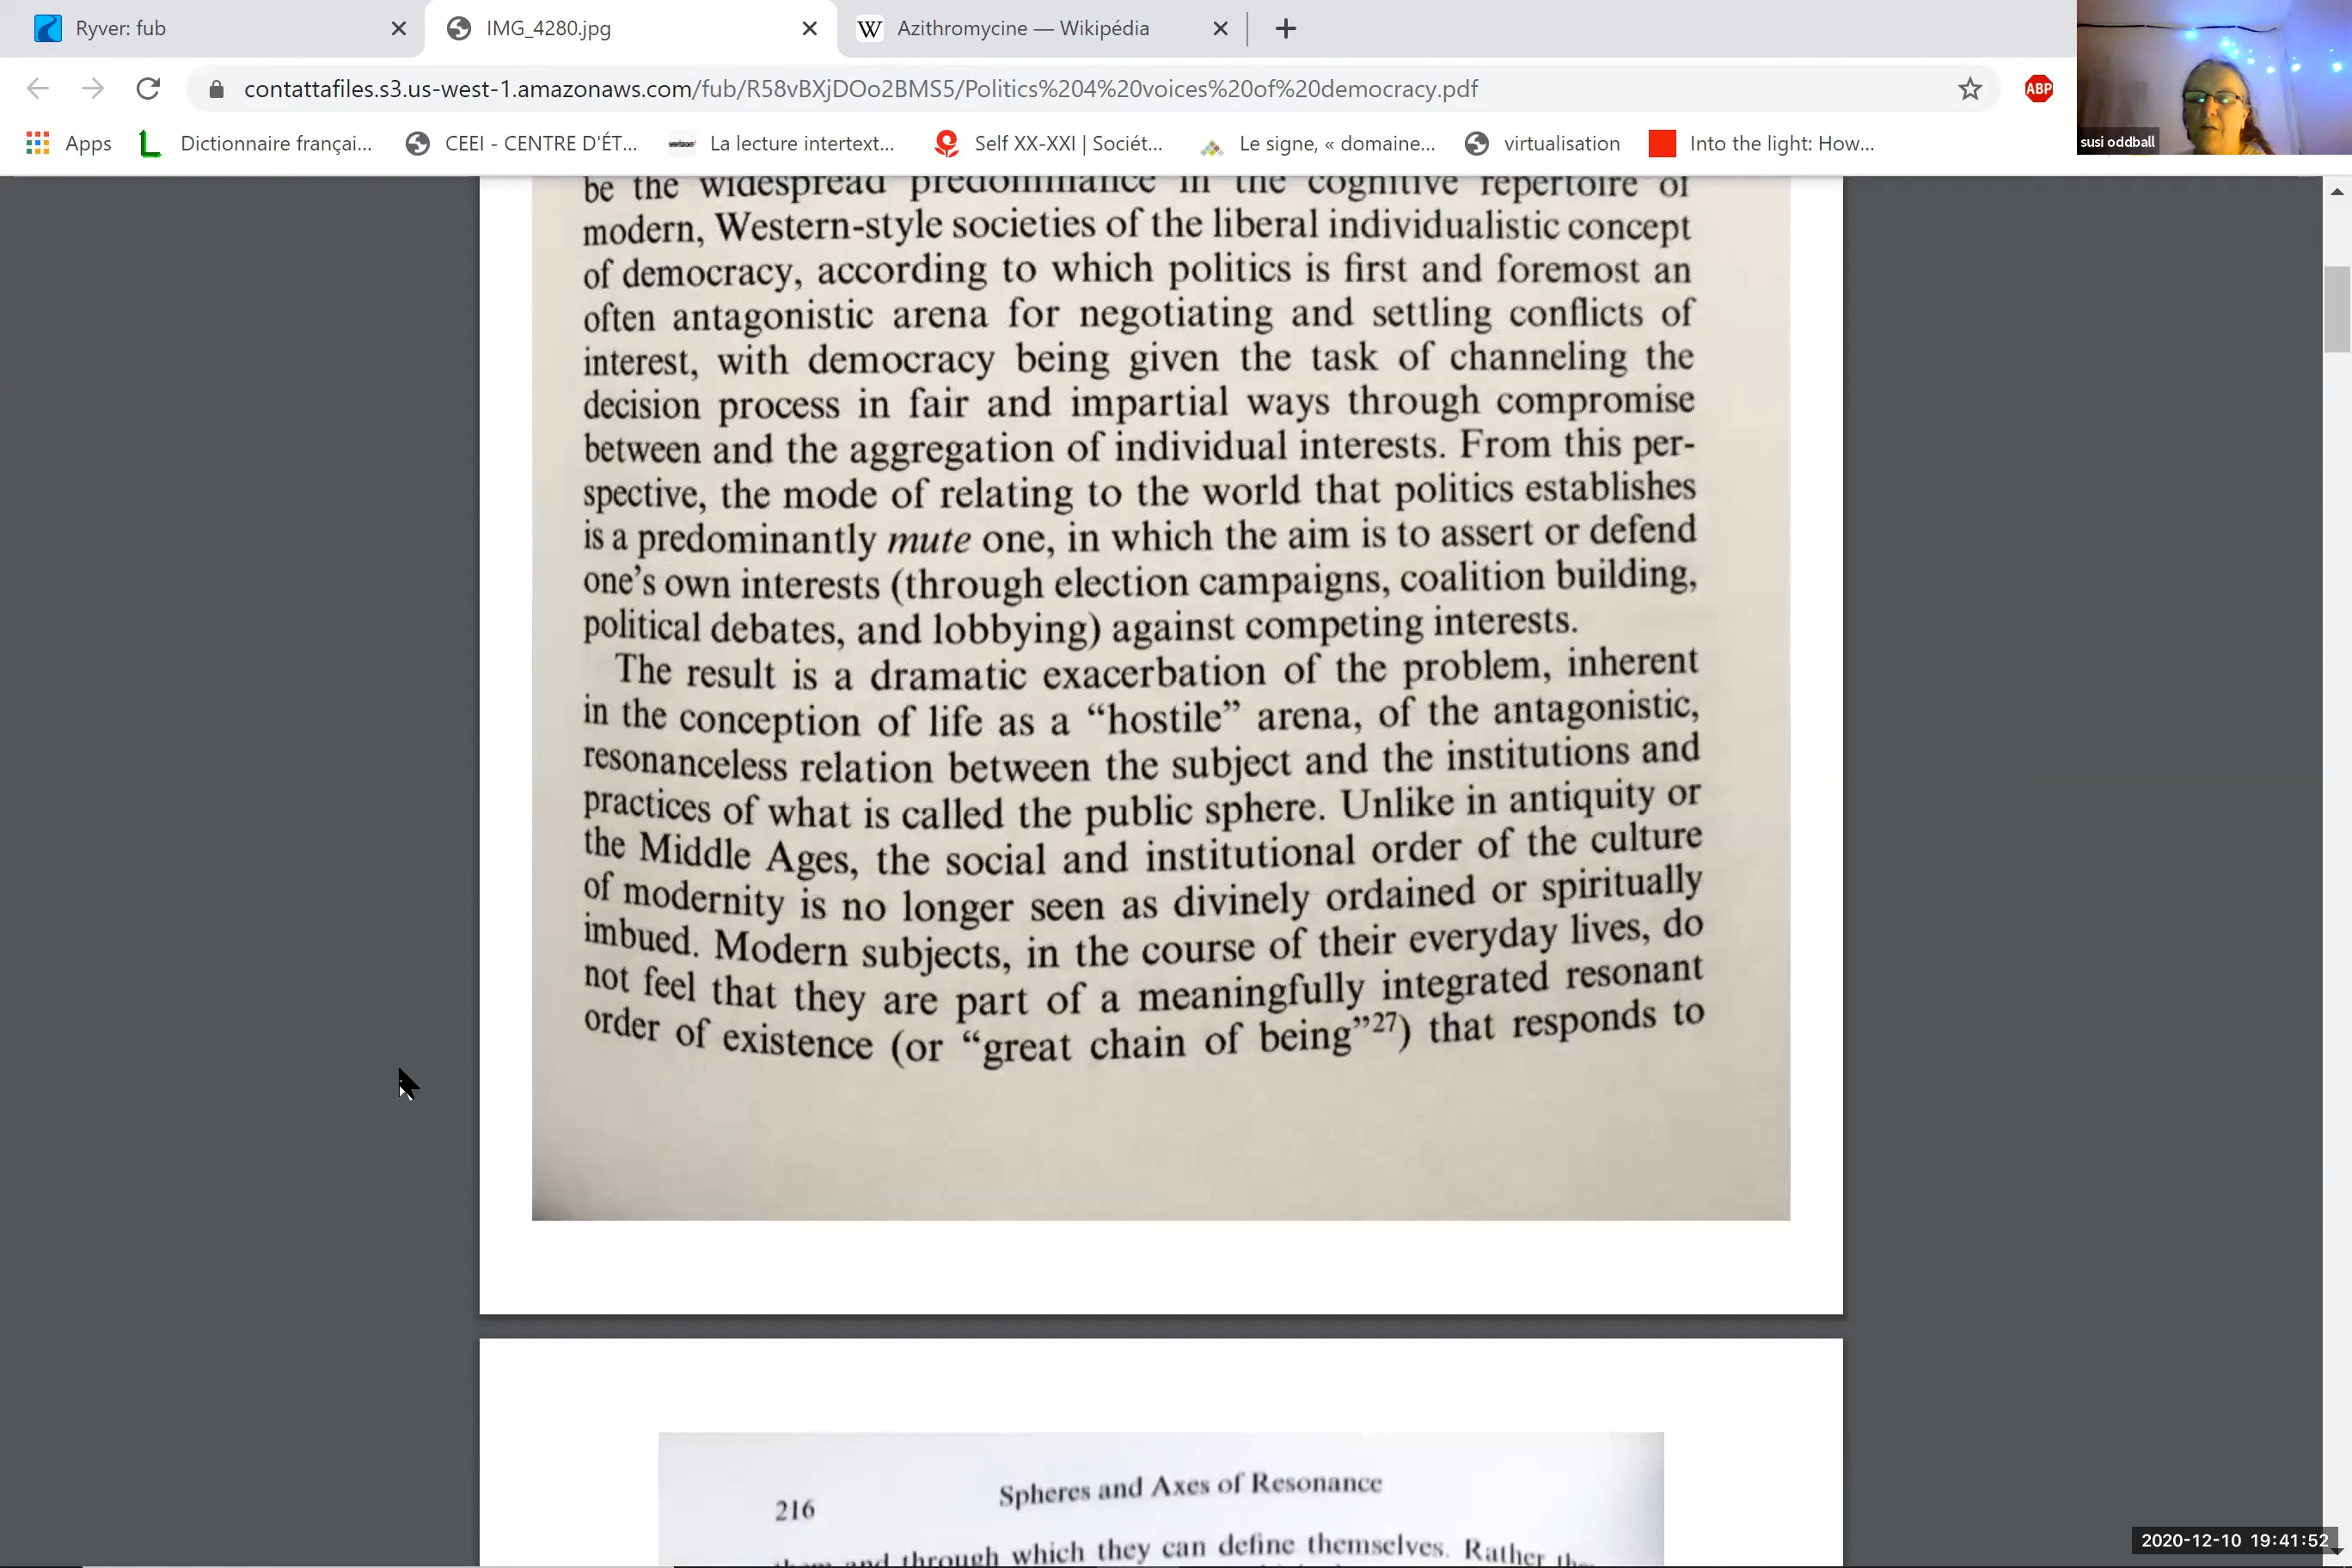 Ryver: fub
IMG_4280.jpg
Azithromycine — Wikipédia
contattafiles.s3.us-west-1.amazonaws.com/fub/R58vBXjDOo2BMS5/Politics%204%20voices%20of%20democracy.pdf
ABP
Apps
Dictionnaire françai...
CEEI - CENTRE D'ÉT...
La lecture intertext...
Self XX-XXI | Sociét...
Le signe, « domaine...
virtualisation
Into the light: How...
susi oddball
be the widespread predominance in the cognitive repertoire of
modern, Western-style societies of the liberal individualistic concept
of democracy, according to which politics is first and foremost an
often antagonistic arena for negotiating and settling conflicts of
interest, with democracy being given the task of channeling the
decision process in fair and impartial ways through compromise
between and the aggregation of individual interests. From this per-
spective, the mode of relating to the world that politics establishes
is a predominantly mute one, in which the aim is to assert or defend
one's own interests (through election campaigns, coalition building,
political debates, and lobbying) against competing interests.
The result is a dramatic exacerbation of the problem, inherent
in the conception of life as a “hostile” arena, of the antagonistic,
resonanceless relation between the subject and the institutions and
practices of what is called the public sphere. Unlike in antiquity or
the Middle Ages, the social and institutional order of the culture
of modernity is no longer seen as divinely ordained or spiritually
imbued. Modern subjects, in the course of their everyday lives, do
not feel that they are part of a meaningfully integrated resonant
order of existence (or “great chain of being”27) that responds to
216
Spheres and Axes of Resonance
and through which they can define themselves. Rather
2020-12-10 19:41:52